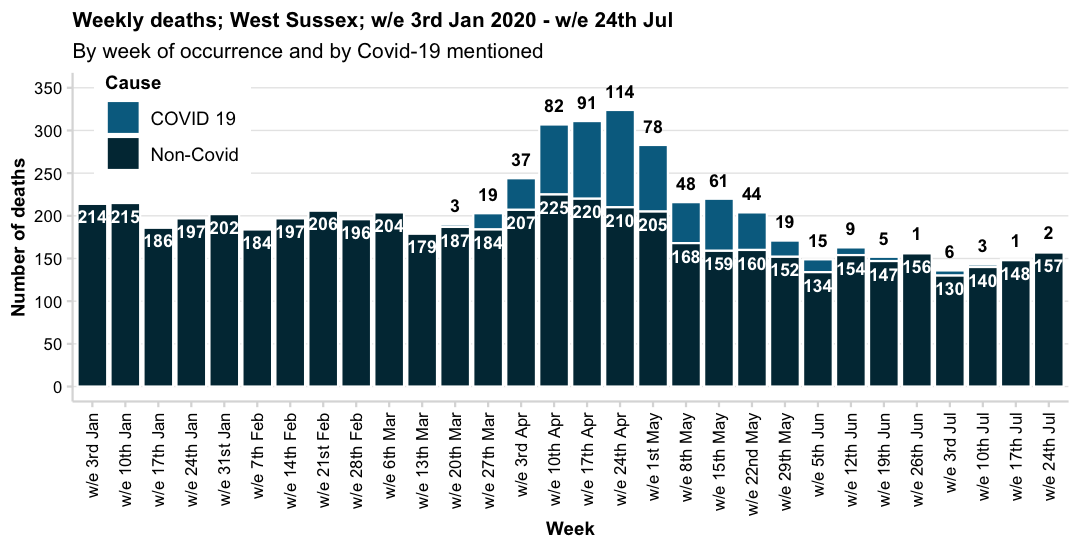 Weekly deaths; West Sussex; w/e 3rd Jan 2020 - w/e 24th Jul
By week of occurrence and by Covid-19 mentioned
Cause
COVID 19
Non-Covid
Number of deaths
350
300
250
200
150
100
50
0
3 19 37 82 91 114 78 48 61 44 19 15 9 5 1 6 3 1 2
214 215 186 197 202 184 197 206 196 204 179 187 184 207 225 220 210 205 168 159 160 152 134 154 147 156 130 140 148 157
w/e 3rd Jan
w/e 10th Jan
w/e 17th Jan
w/e 24th Jan
w/e 31st Jan
w/e 7th Feb
w/e 14th Feb
w/e 21st Feb
w/e 28th Feb
w/e 6th Mar
w/e 13th Mar
w/e 20th Mar
w/e 27th Mar
w/e 3rd Apr
w/e 10th Apr
w/e 17th Apr
w/e 24th Apr
w/e 1st May
w/e 8th May
w/e 15th May
w/e 22nd May
w/e 29th May
w/e 5th Jun
w/e 12th Jun
w/e 19th Jun
w/e 26th Jun
w/e 3rd Jul
w/e 10th Jul
w/e 17th Jul
w/e 24th Jul
Week